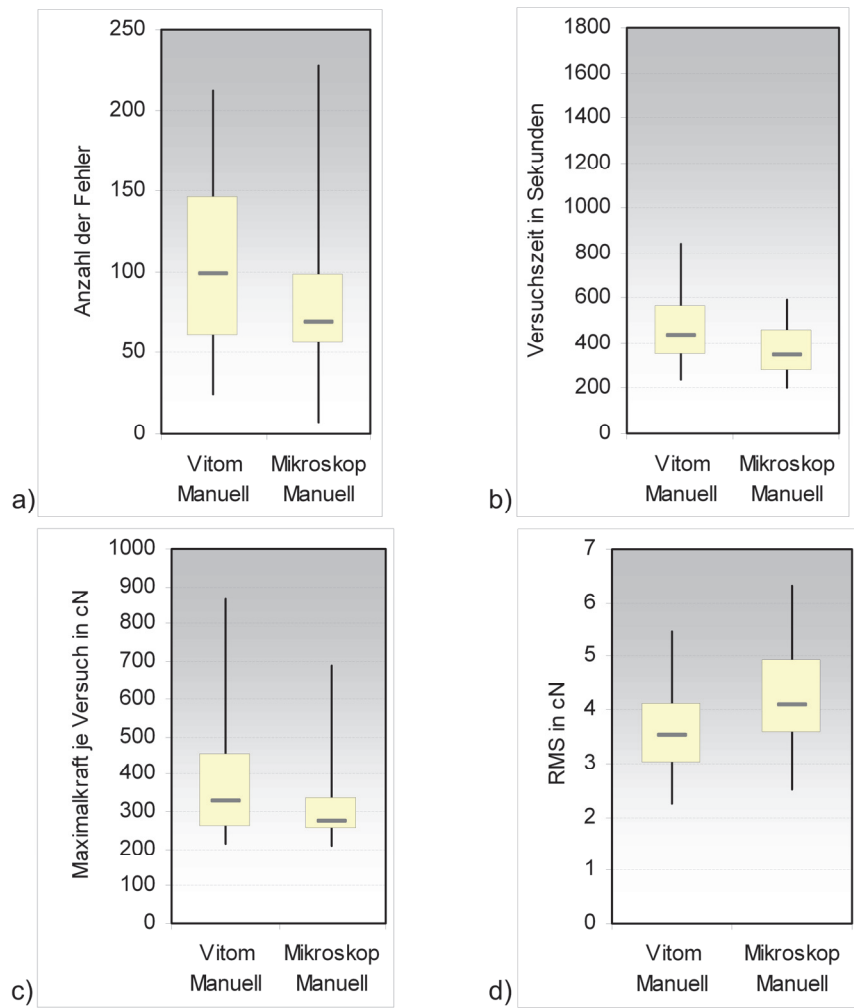 250
200
150
100
50
0
Anzahl der Fehler
Vitom
Manuell
Mikroskop
Manuell
a)
1800
1600
1400
1200
1000
800
600
400
200
0
Versuchszeit in Sekunden
Vitom
Manuell
Mikroskop
Manuell
b)
1000
900
800
700
600
500
400
300
200
100
0
Maximalkraft je Versuch in cN
Vitom
Manuell
Mikroskop
Manuell
c)
7
6
5
4
3
2
1
0
RMS in cN
Vitom
Manuell
Mikroskop
Manuell
d)